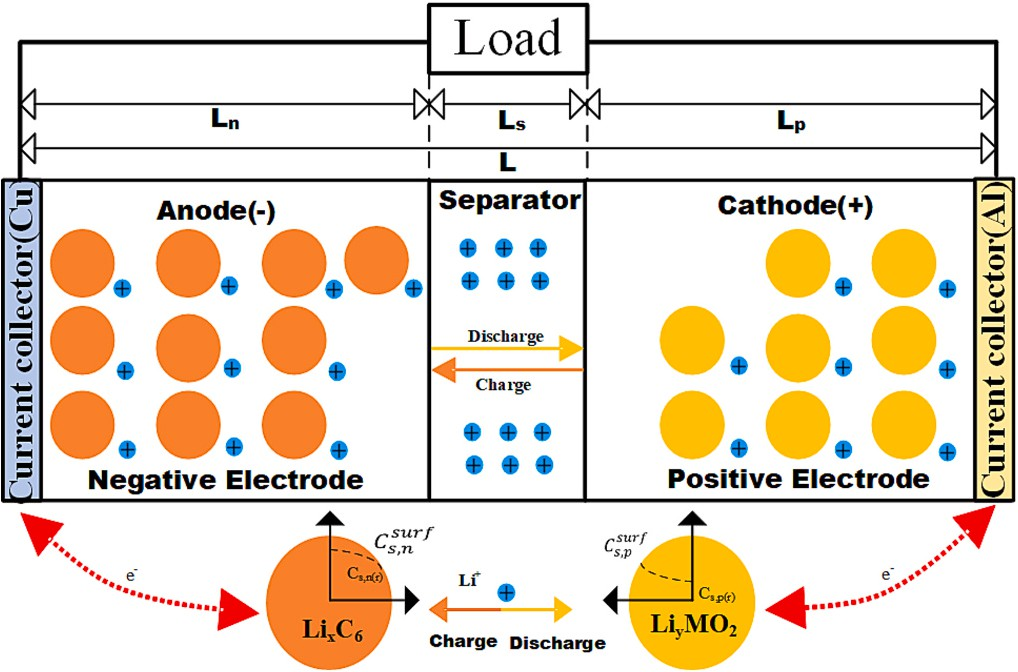 Load
Lₙ
Lₛ
Lₚ
L
Current collector(Cu)
Anode(-)
Separator
Cathode(+)
Current collector(Al)
Discharge
Charge
Negative Electrode
Positive Electrode
C_{s,n}^{surf}
C_{s,p}^{surf}
e⁻
C_{s,n(r)}
Li⁺
C_{s,p(r)}
e⁻
LiₓC₆
Li_yMO₂
Charge Discharge